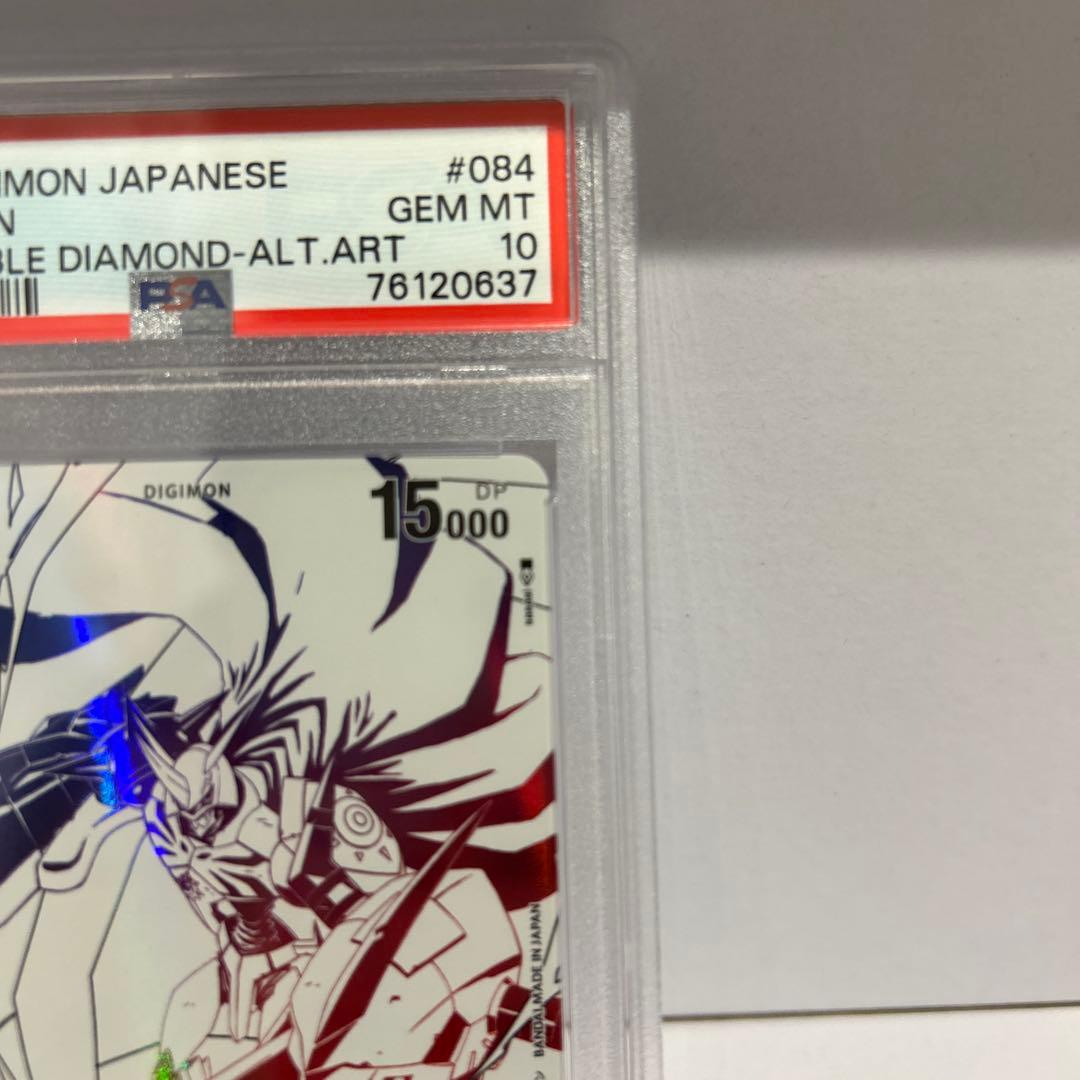 IMON JAPANESE #084
N GEM MT
BLE DIAMOND-ALT.ART 10
76120637
PSA
DIGIMON
15000
DP
BANDAI MADE IN JAPAN